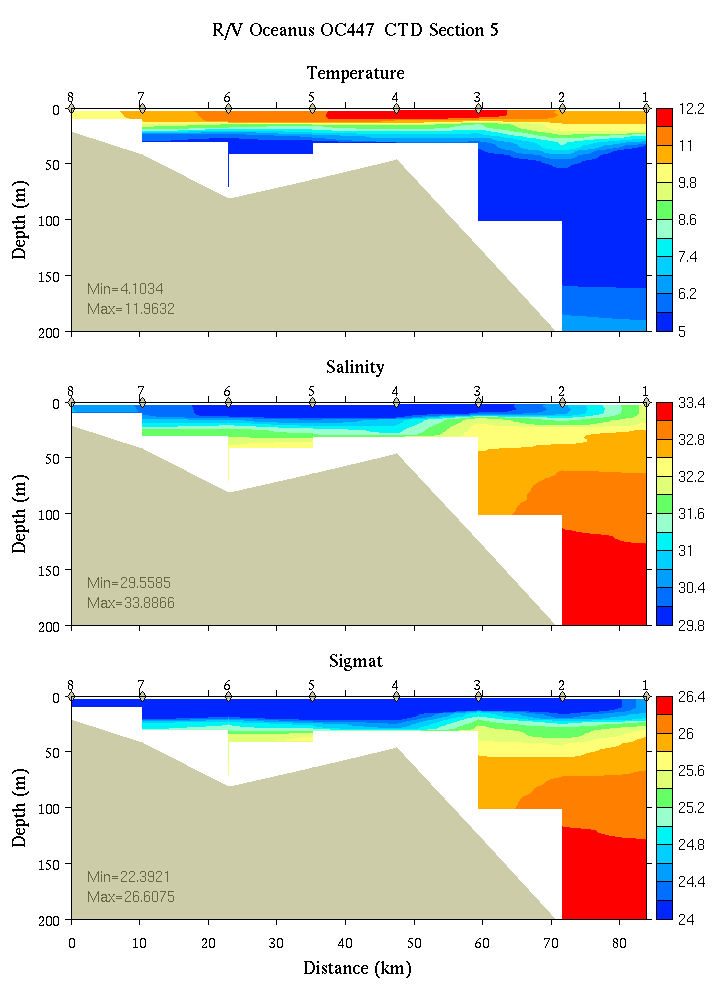 R/V Oceanus OC447 CTD Section 5
Temperature
8 7 6 5 4 3 2 1
0
50
100
150
200
Depth (m)
Min=4.1034
Max=11.9632
12.2
11
9.8
8.6
7.4
6.2
5
Salinity
8 7 6 5 4 3 2 1
0
50
100
150
200
Depth (m)
Min=29.5585
Max=33.8866
33.4
32.8
32.2
31.6
31
30.4
29.8
Sigmat
8 7 6 5 4 3 2 1
0
50
100
150
200
Depth (m)
Min=22.3921
Max=26.6075
26.4
26
25.6
25.2
24.8
24.4
24
0 10 20 30 40 50 60 70 80
Distance (km)